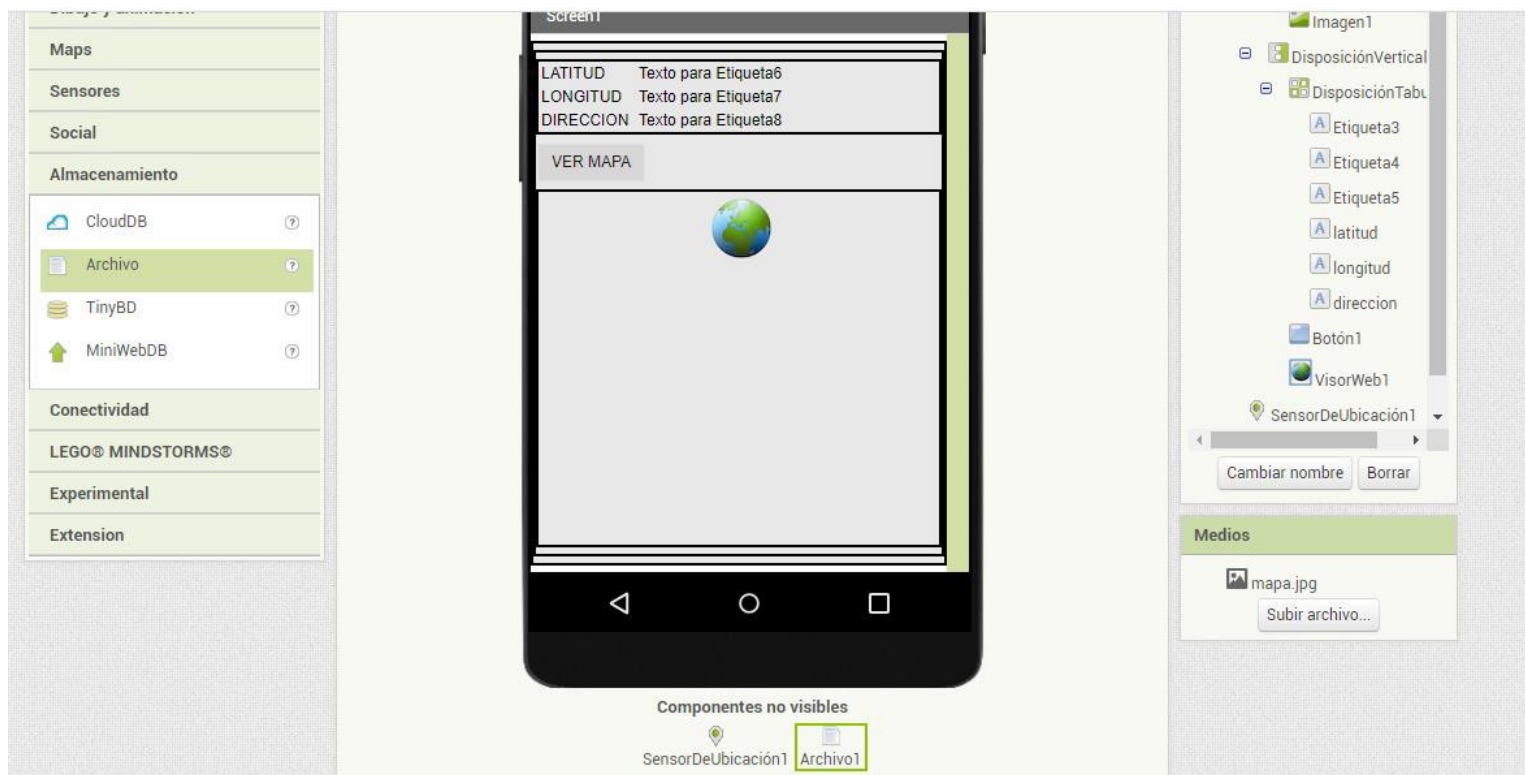 Screen1
Maps
Sensores
Social
Almacenamiento
CloudDB
Archivo
TinyBD
MiniWebDB
Conectividad
LEGO® MINDSTORMS®
Experimental
Extension
LATITUD Texto para Etiqueta6
LONGITUD Texto para Etiqueta7
DIRECCION Texto para Etiqueta8
VER MAPA
Componentes no visibles
SensorDeUbicación1 Archivo1
Imagen1
DisposiciónVertical
DisposiciónTabu
Etiqueta3
Etiqueta4
Etiqueta5
latitud
longitud
direccion
Botón1
VisorWeb1
SensorDeUbicación1
Cambiar nombre Borrar
Medios
mapa.jpg
Subir archivo...